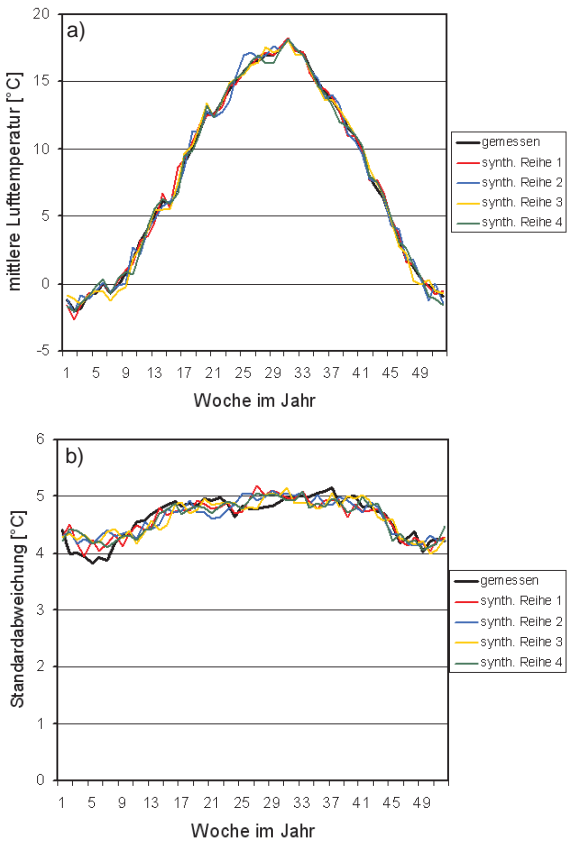 a)
mittlere Lufttemperatur [°C]
20
15
10
5
0
-5
1 5 9 13 17 21 25 29 33 37 41 45 49
Woche im Jahr
gemessen
synth. Reihe 1
synth. Reihe 2
synth. Reihe 3
synth. Reihe 4
b)
Standardabweichung [°C]
6
5
4
3
2
1
0
1 5 9 13 17 21 25 29 33 37 41 45 49
Woche im Jahr
gemessen
synth. Reihe 1
synth. Reihe 2
synth. Reihe 3
synth. Reihe 4